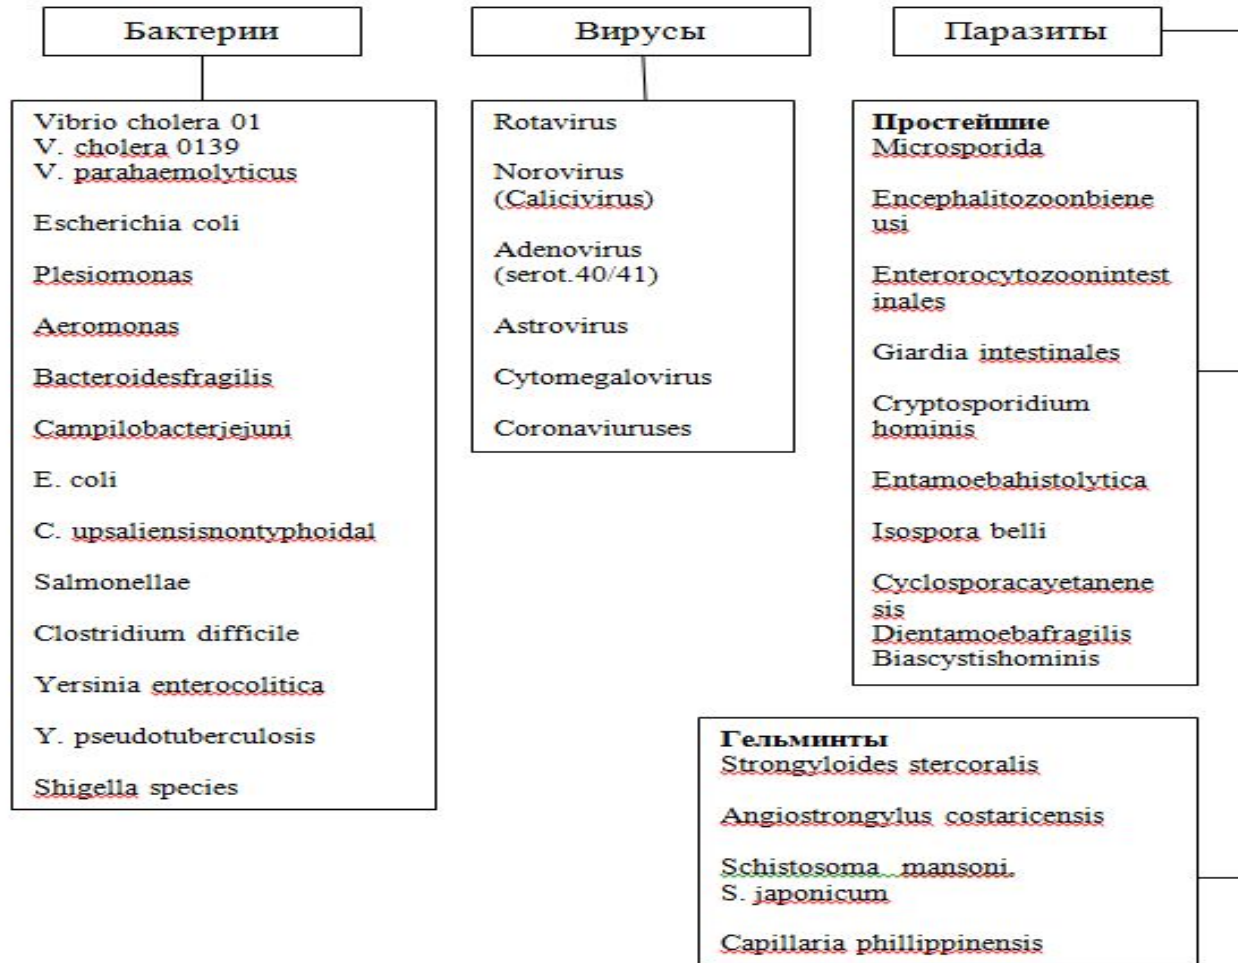 Бактерии
Вирусы
Паразиты
Vibrio cholera 01
V. cholera 0139
V. parahaemolyticus
Escherichia coli
Plesiomonas
Aeromonas
Bacteroidesfragilis
Campilobacterjejuni
E. coli
C. upsaliensisnontyphoidal
Salmonellae
Clostridium difficile
Yersinia enterocolitica
Y. pseudotuberculosis
Shigella species
Rotavirus
Norovirus
(Calicivirus)
Adenovirus
(serot.40/41)
Astrovirus
Cytomegalovirus
Coronaviuruses
Простейшие
Microsporida
Encephalitozoonbiene
usi
Enterorocytozoonintest
inales
Giardia intestinales
Cryptosporidium
hominis
Entamoebahistolytica
Isospora belli
Cyclosporacayetanene
sis
Dientamoebafragilis
Biascystishominis
Гельминты
Strongyloides stercoralis
Angiostrongylus costaricensis
Schistosoma mansoni,
S. japonicum
Capillaria phillippinensis